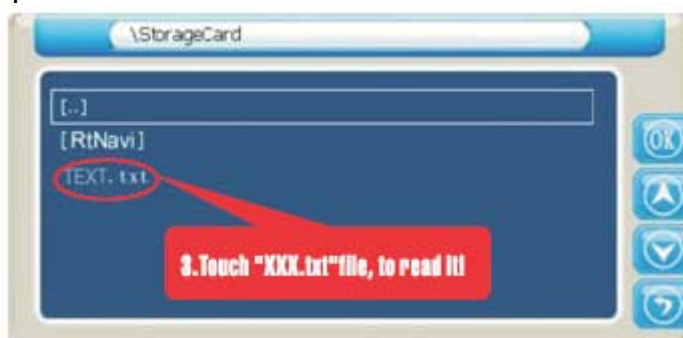 \StorageCard
[..]
[RtNavi]
TEXT.txt
3.Touch "XXX.txt"file, to read it!
OK